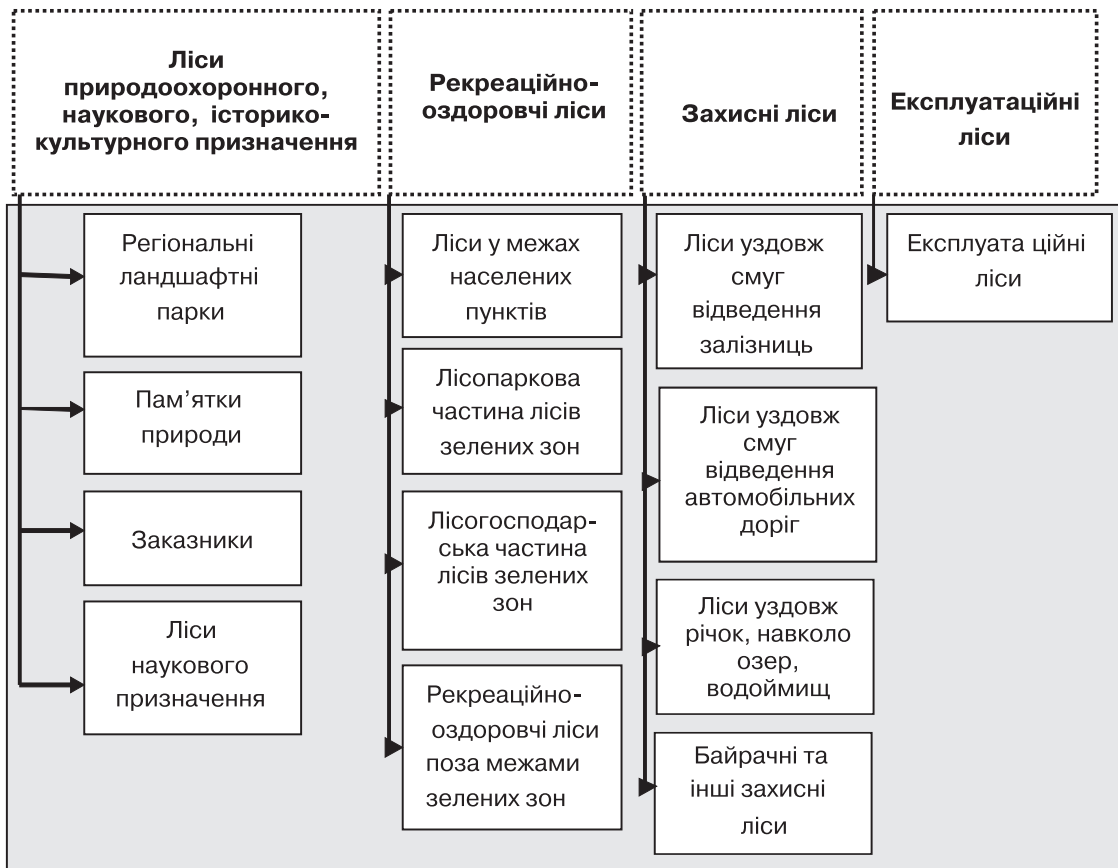 Ліси
природоохоронного,
наукового, історико-
культурного призначення
Рекреаційно-
оздоровчі ліси
Захисні ліси
Експлуатаційні
ліси
Регіональні
ландшафтні
парки
Пам’ятки
природи
Заказники
Ліси
наукового
призначення
Ліси у межах
населених
пунктів
Лісопаркова
частина лісів
зелених зон
Лісогосподар-
ська частина
лісів зелених
зон
Рекреаційно-
оздоровчі ліси
поза межами
зелених зон
Ліси уздовж
смуг
відведення
залізниць
Ліси уздовж
смуг
відведення
автомобільних
доріг
Ліси уздовж
річок, навколо
озер,
водоймищ
Байрачні та
інші захисні
ліси
Експлуата ційні
ліси